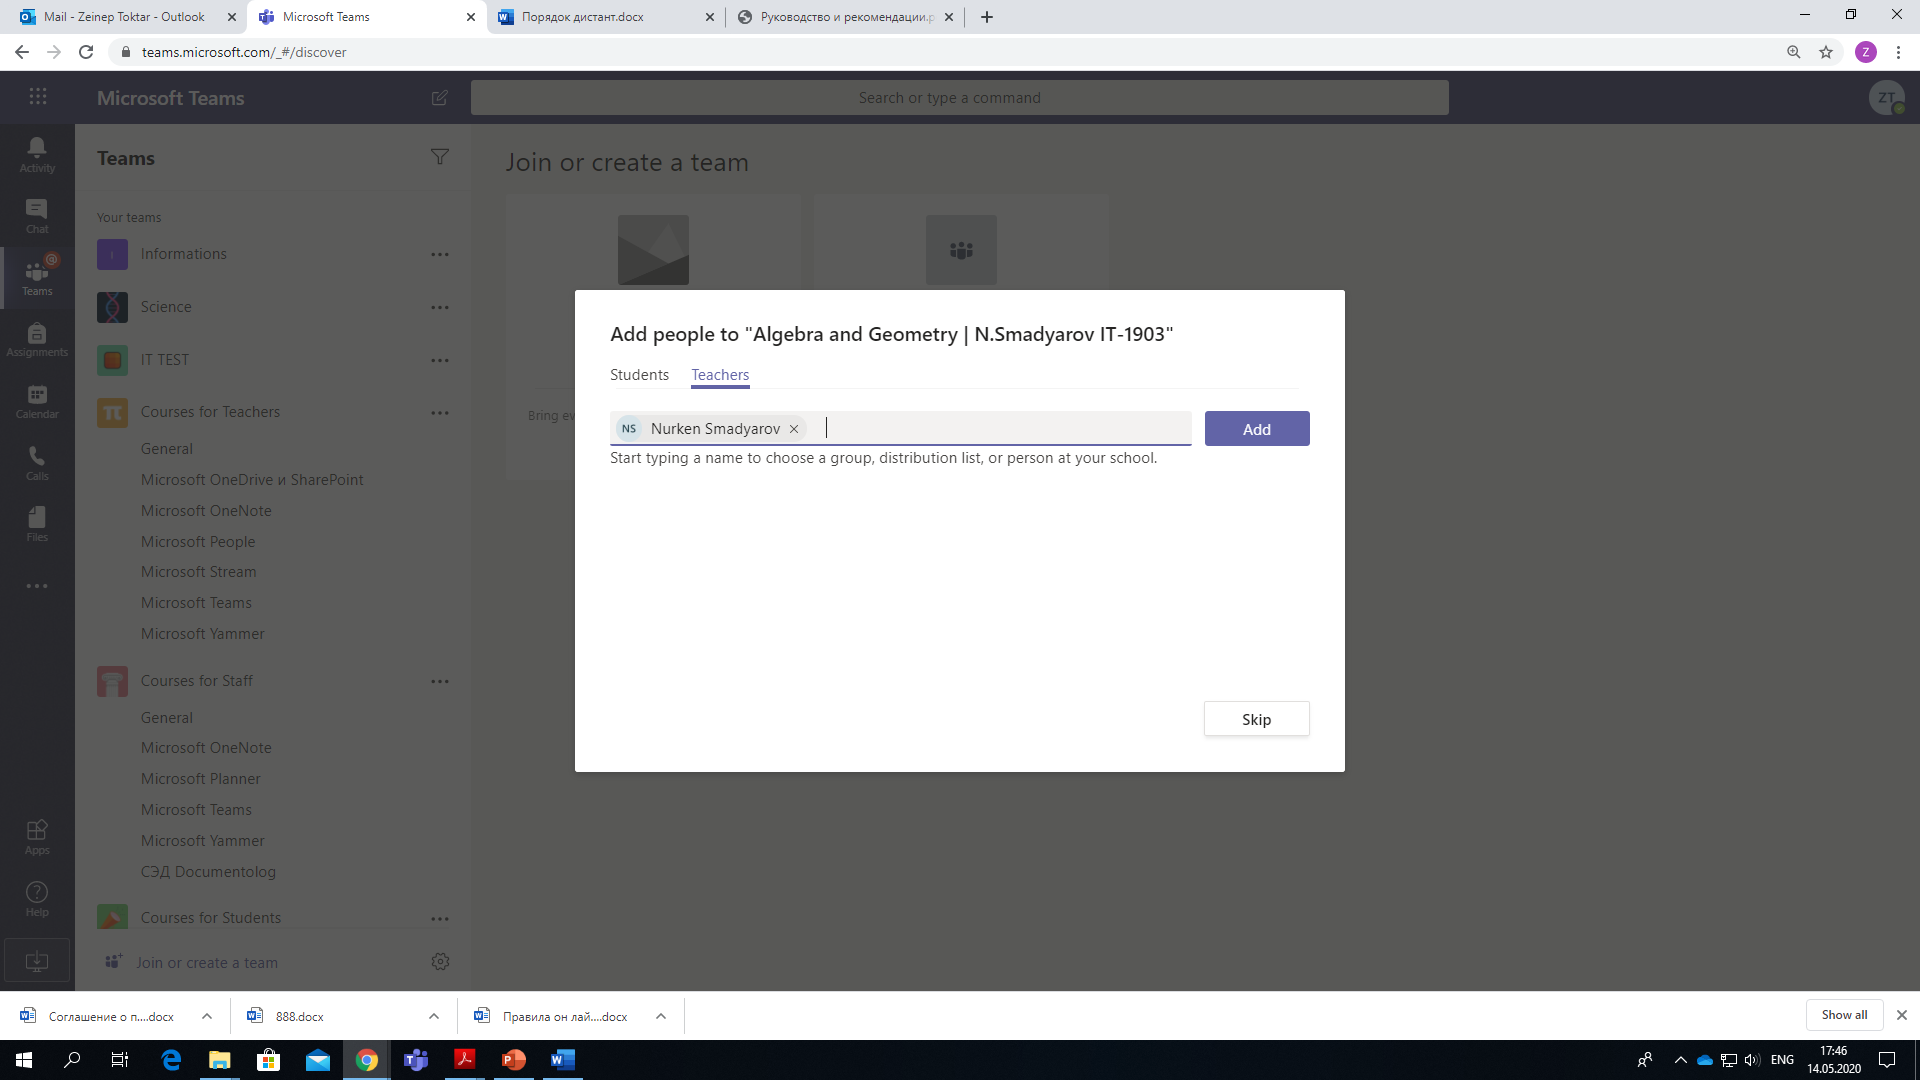 Mail - Zeinep Toktar - Outlook
Microsoft Teams
Порядок дистант.docx
Руководство и рекомендации.p
teams.microsoft.com/_#/discover
Z
Microsoft Teams
Search or type a command
ZT
Activity
Chat
Teams
Assignments
Calendar
Calls
Files
Apps
Help
Teams
Your teams
Informations
Science
IT TEST
Courses for Teachers
General
Microsoft OneDrive и SharePoint
Microsoft OneNote
Microsoft People
Microsoft Stream
Microsoft Teams
Microsoft Yammer
Courses for Staff
General
Microsoft OneNote
Microsoft Planner
Microsoft Teams
Microsoft Yammer
СЭД Documentolog
Courses for Students
Join or create a team
Join or create a team
Bring ev
Add people to "Algebra and Geometry | N.Smadyarov IT-1903"
Students
Teachers
NS Nurken Smadyarov
Add
Start typing a name to choose a group, distribution list, or person at your school.
Skip
Соглашение о п....docx
888.docx
Правила он лай....docx
Show all
ENG
17:46
14.05.2020